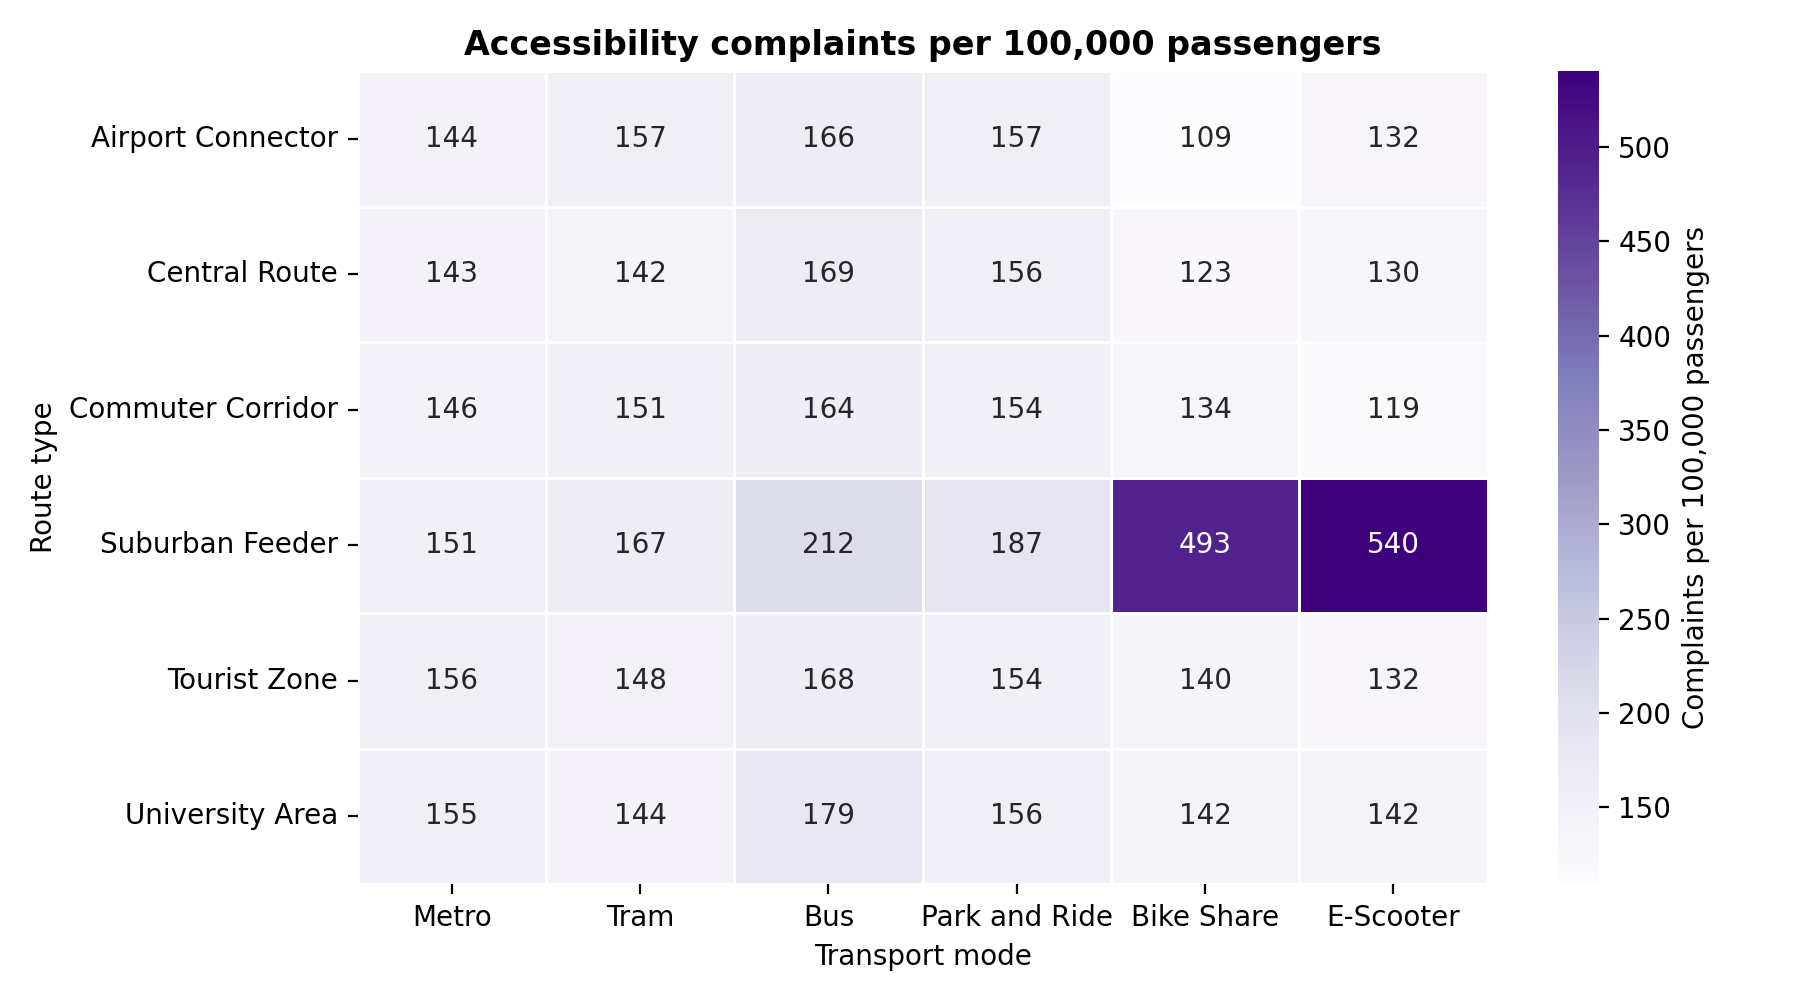 Accessibility complaints per 100,000 passengers
Airport Connector 144 157 166 157 109 132
Central Route 143 142 169 156 123 130
Commuter Corridor 146 151 164 154 134 119
Suburban Feeder 151 167 212 187 493 540
Tourist Zone 156 148 168 154 140 132
University Area 155 144 179 156 142 142
Metro Tram Bus Park and Ride Bike Share E-Scooter
Transport mode
Route type
500
450
400
350
300
250
200
150
Complaints per 100,000 passengers